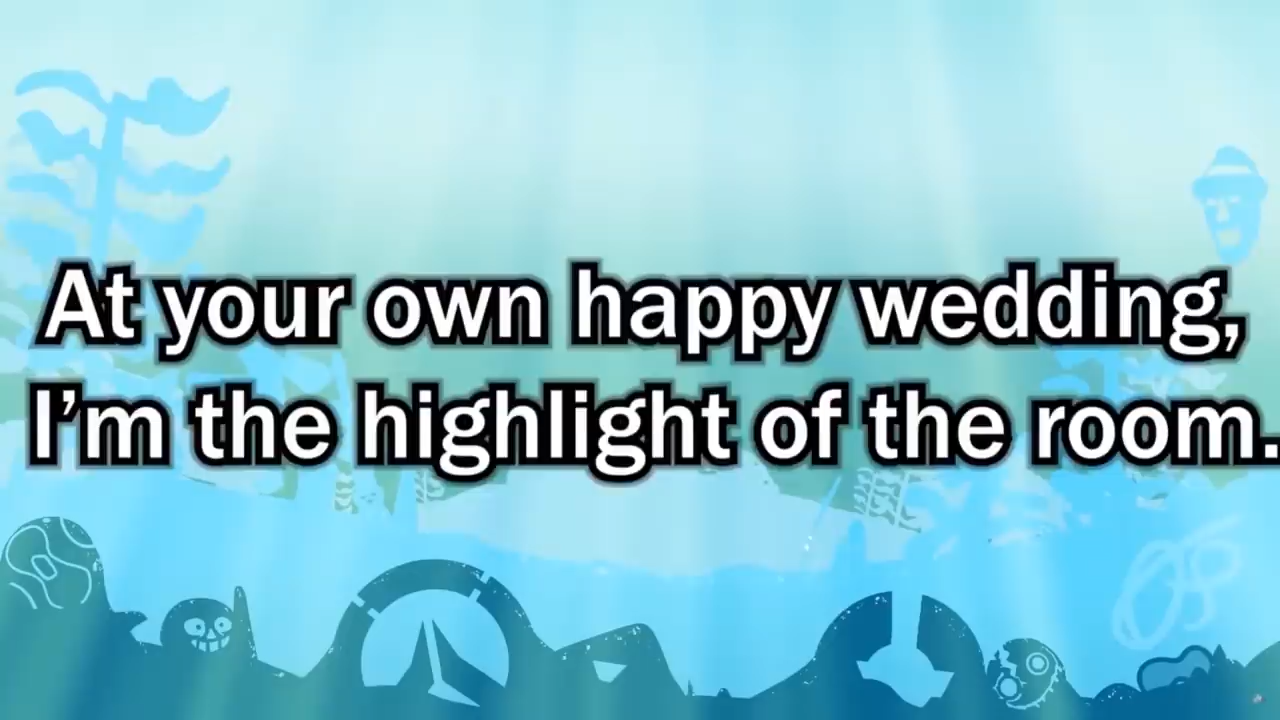 At your own happy wedding,
I’m the highlight of the room.